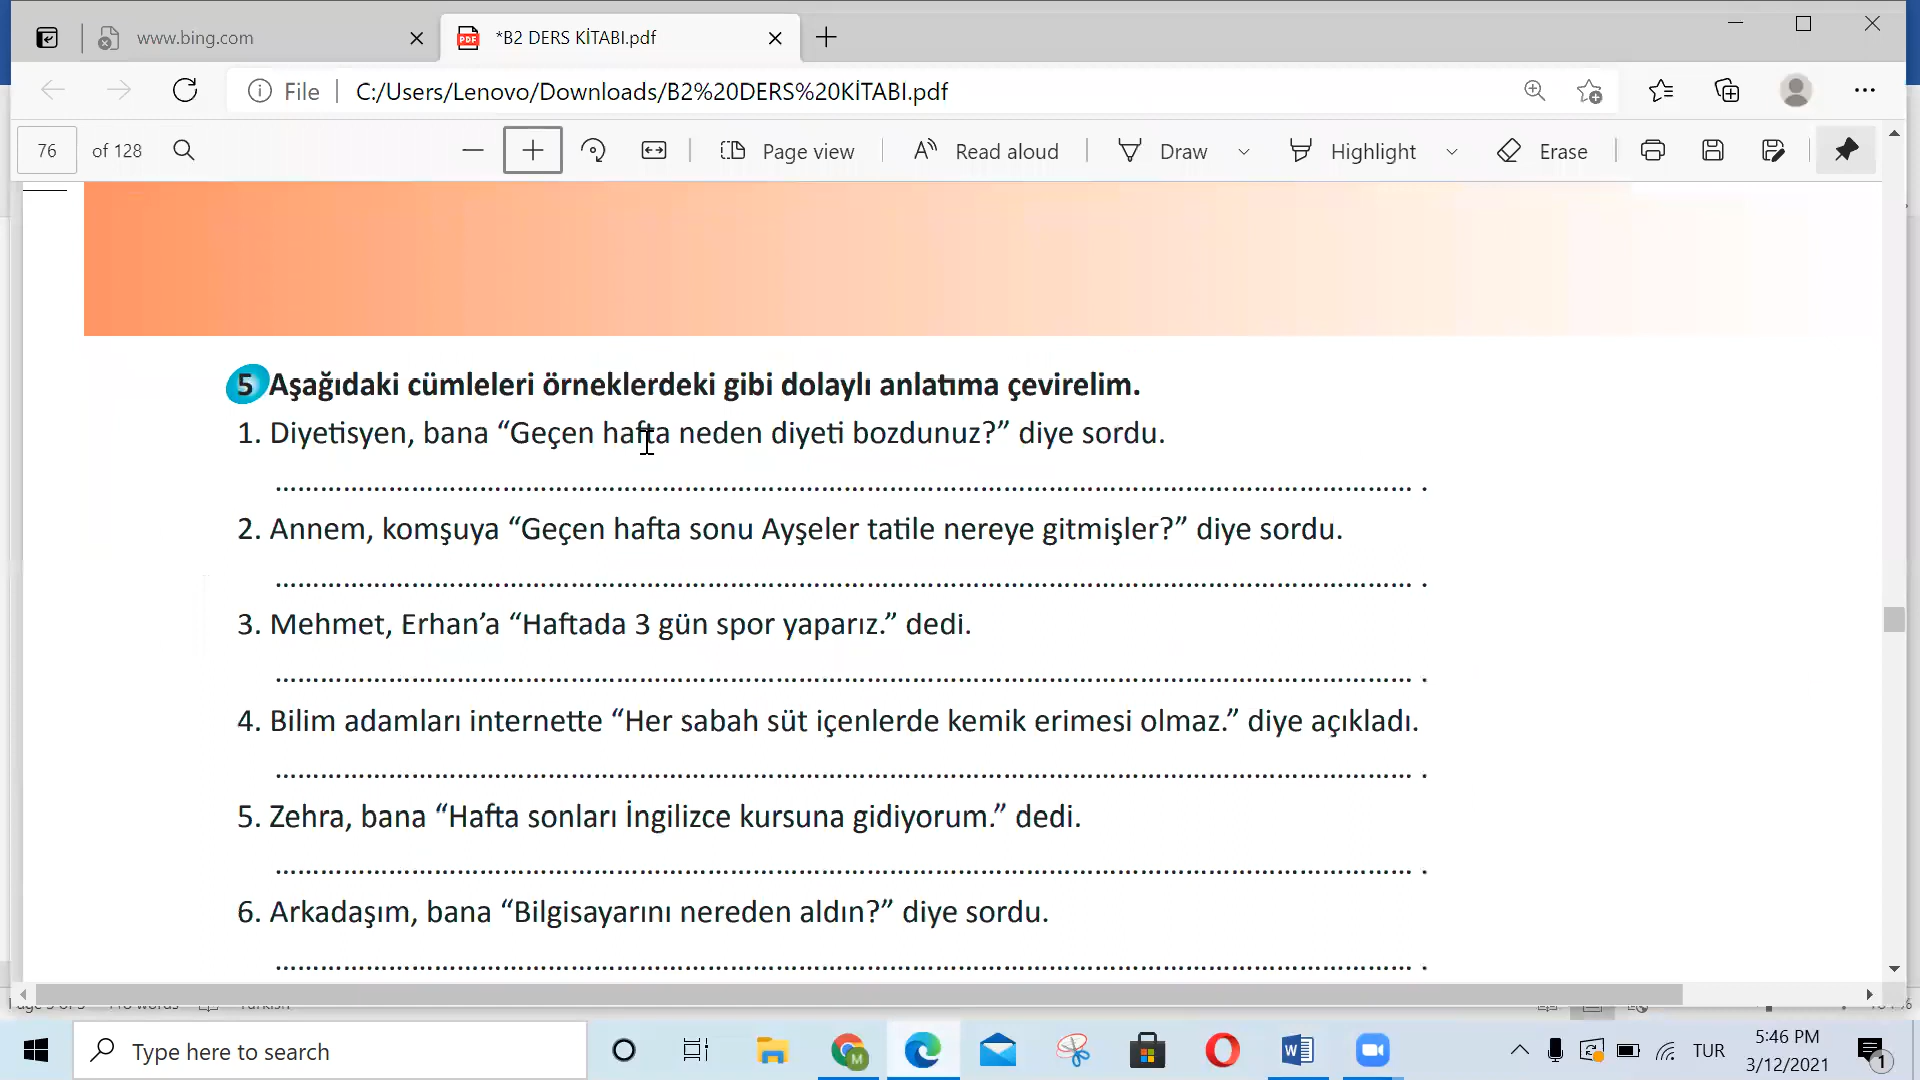 www.bing.com
*B2 DERS KİTABI.pdf
File
C:/Users/Lenovo/Downloads/B2%20DERS%20KİTABI.pdf
76 of 128
Page view
Read aloud
Draw
Highlight
Erase
5 Aşağıdaki cümleleri örneklerdeki gibi dolaylı anlatıma çevirelim.
1. Diyetisyen, bana “Geçen hafta neden diyeti bozdunuz?” diye sordu.
2. Annem, komşuya “Geçen hafta sonu Ayşeler tatile nereye gitmişler?” diye sordu.
3. Mehmet, Erhan’a “Haftada 3 gün spor yaparız.” dedi.
4. Bilim adamları internette “Her sabah süt içenlerde kemik erimesi olmaz.” diye açıkladı.
5. Zehra, bana “Hafta sonları İngilizce kursuna gidiyorum.” dedi.
6. Arkadaşım, bana “Bilgisayarını nereden aldın?” diye sordu.
Type here to search
TUR
5:46 PM
3/12/2021
1